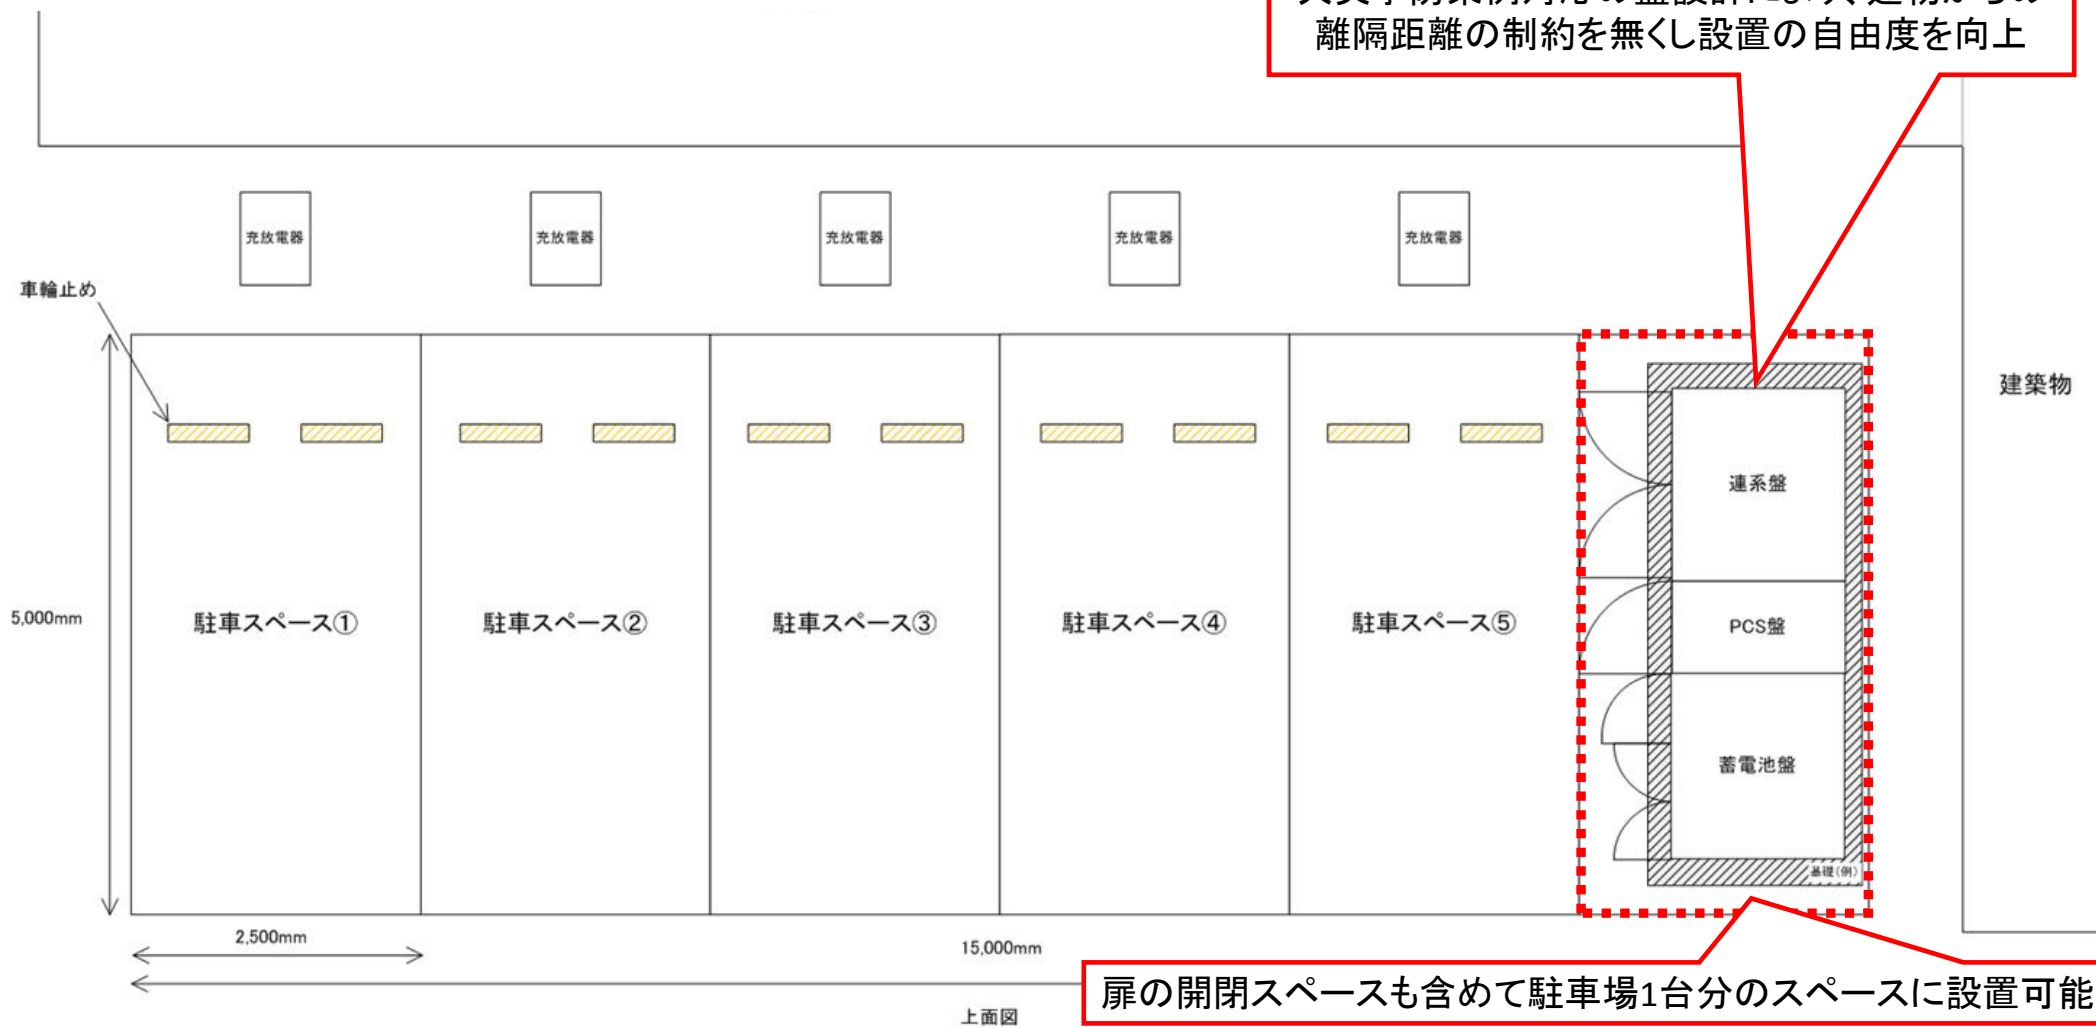 離隔距離の制約を無くし設置の自由度を向上
充放電器
充放電器
充放電器
充放電器
充放電器
車輪止め
建築物
連系盤
5,000mm
駐車スペース①
駐車スペース②
駐車スペース③
駐車スペース④
駐車スペース⑤
PCS盤
蓄電池盤
基礎(例)
2,500mm
15,000mm
扉の開閉スペースも含めて駐車場1台分のスペースに設置可能
上面図